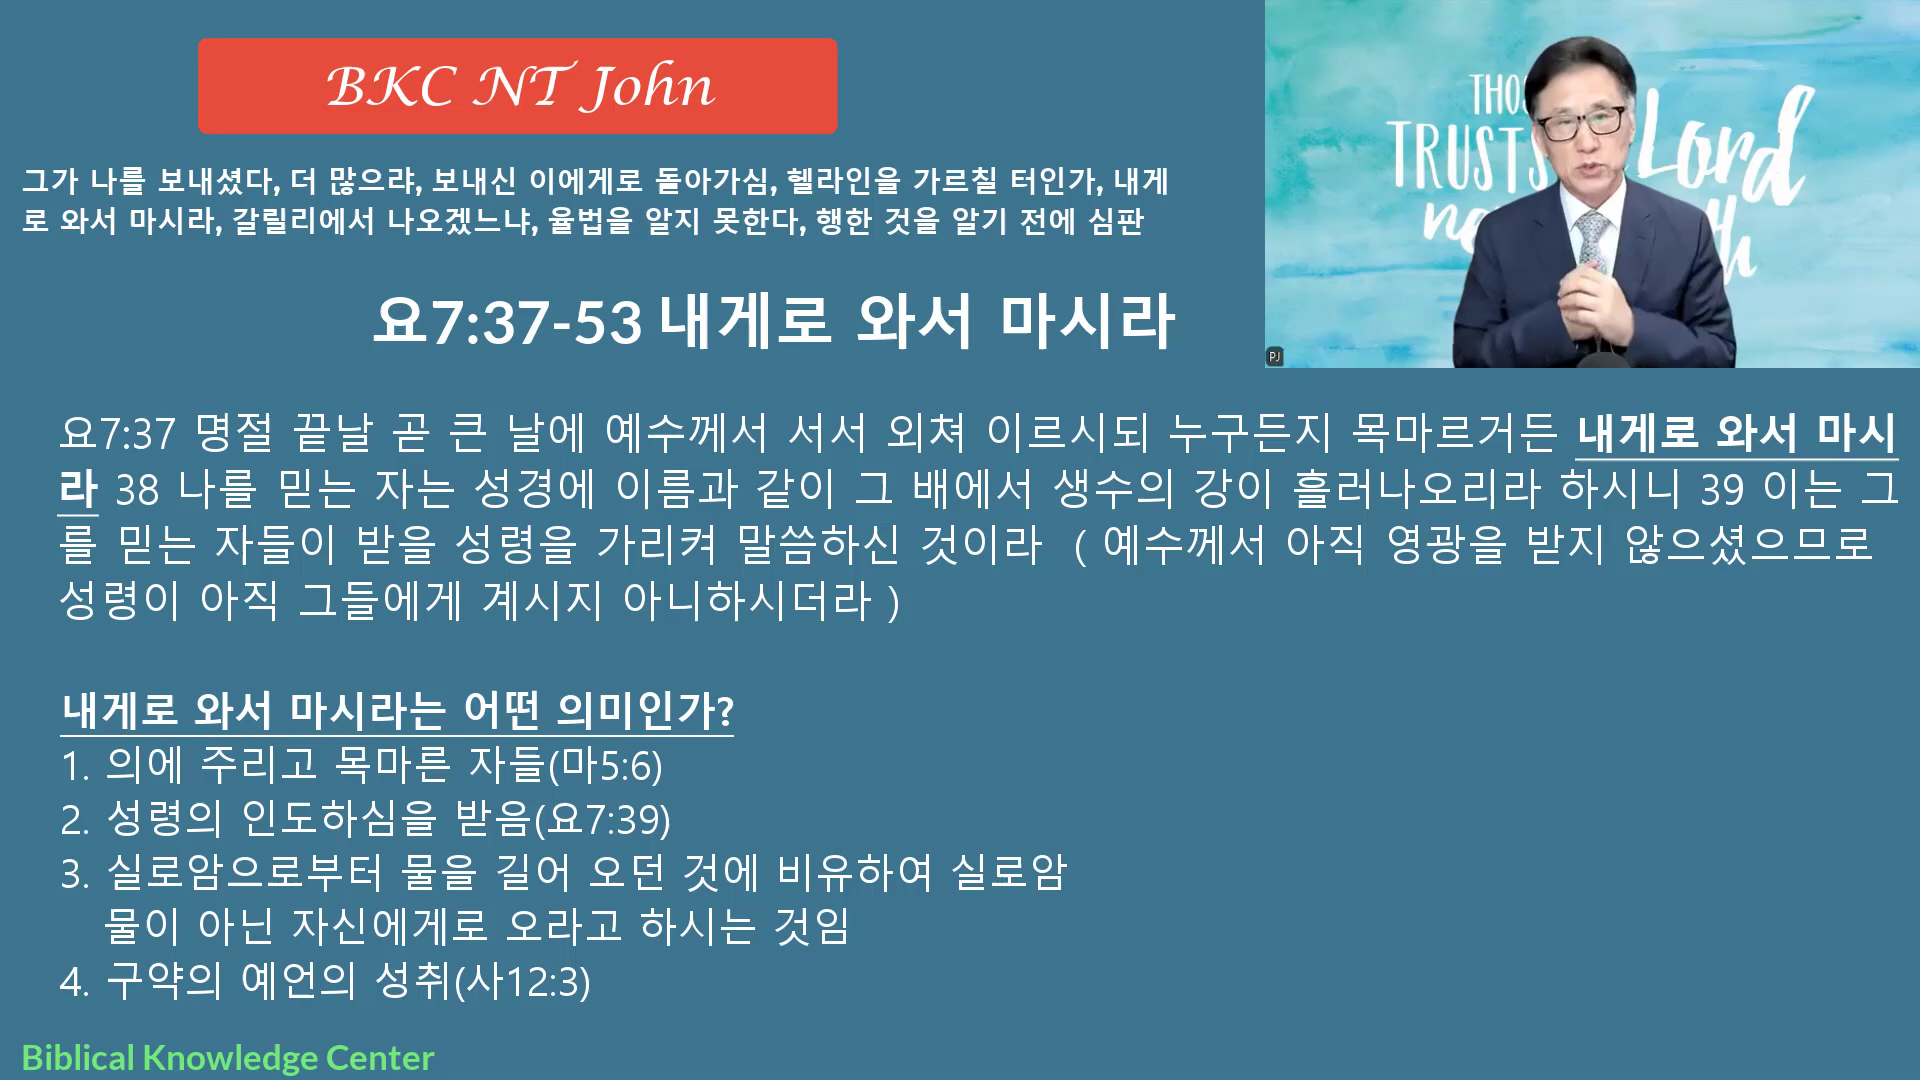 BKC NT John
그가 나를 보내셨다, 더 많으랴, 보내신 이에게로 돌아가심, 헬라인을 가르칠 터인가, 내게
로 와서 마시라, 갈릴리에서 나오겠느냐, 율법을 알지 못한다, 행한 것을 알기 전에 심판
THO
TRUSTS Lord
ne th
PJ
요7:37-53 내게로 와서 마시라
요7:37 명절 끝날 곧 큰 날에 예수께서 서서 외쳐 이르시되 누구든지 목마르거든 내게로 와서 마시
라 38 나를 믿는 자는 성경에 이름과 같이 그 배에서 생수의 강이 흘러나오리라 하시니 39 이는 그
를 믿는 자들이 받을 성령을 가리켜 말씀하신 것이라 ( 예수께서 아직 영광을 받지 않으셨으므로
성령이 아직 그들에게 계시지 아니하시더라 )
내게로 와서 마시라는 어떤 의미인가?
1. 의에 주리고 목마른 자들(마5:6)
2. 성령의 인도하심을 받음(요7:39)
3. 실로암으로부터 물을 길어 오던 것에 비유하여 실로암
물이 아닌 자신에게로 오라고 하시는 것임
4. 구약의 예언의 성취(사12:3)
Biblical Knowledge Center